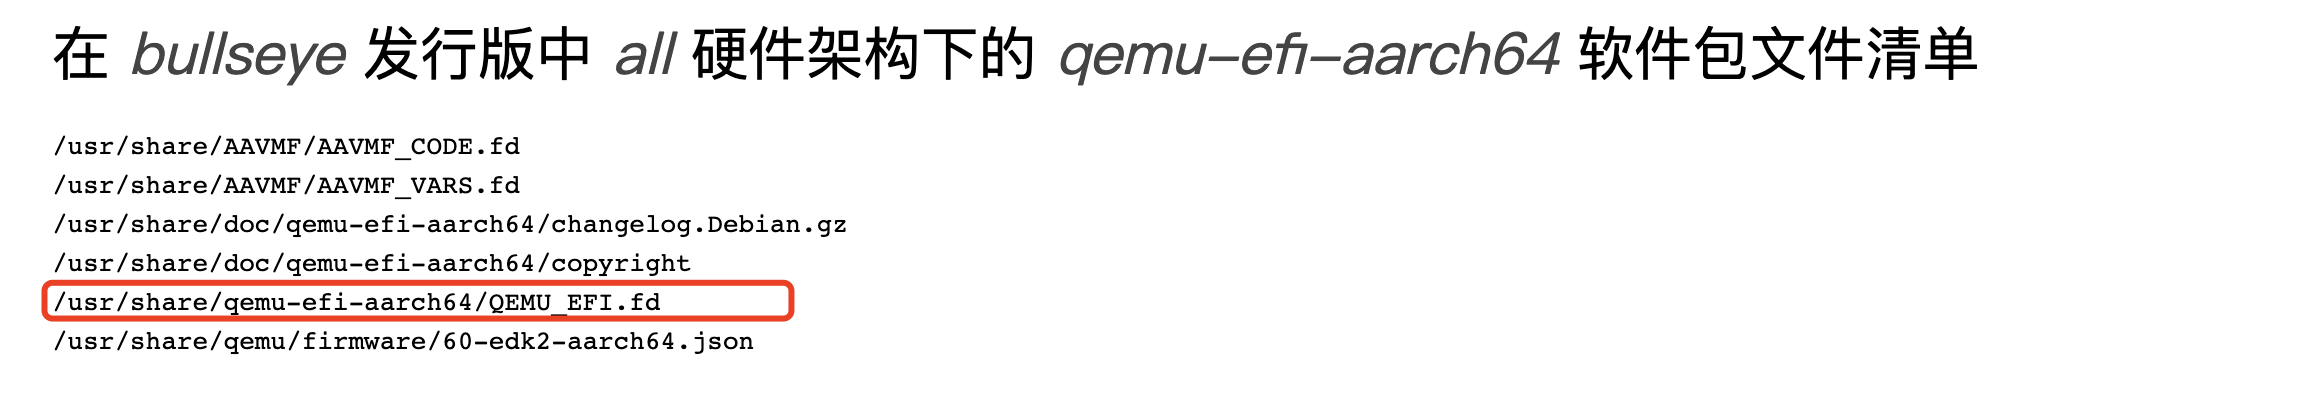 在 bullseye 发行版中 all 硬件架构下的 qemu-efi-aarch64 软件包文件清单
/usr/share/AAVMF/AAVMF_CODE.fd
/usr/share/AAVMF/AAVMF_VARS.fd
/usr/share/doc/qemu-efi-aarch64/changelog.Debian.gz
/usr/share/doc/qemu-efi-aarch64/copyright
/usr/share/qemu-efi-aarch64/QEMU_EFI.fd
/usr/share/qemu/firmware/60-edk2-aarch64.json